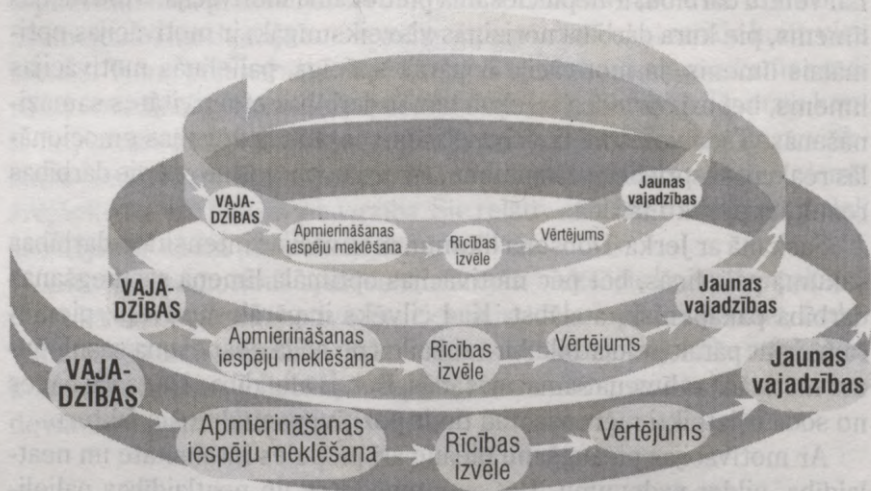 VAJA-
DZĪBAS
Apmierināšanas
iespēju meklēšana
Rīcības
izvēle
Vērtējums
Jaunas
vajadzības
VAJA-
DZĪBAS
Apmierināšanas
iespēju meklēšana
Rīcības
izvēle
Vērtējums
Jaunas
vajadzības
VAJA-
DZĪBAS
Apmierināšanas
iespēju meklēšana
Rīcības
izvēle
Vērtējums
Jaunas
vajadzības